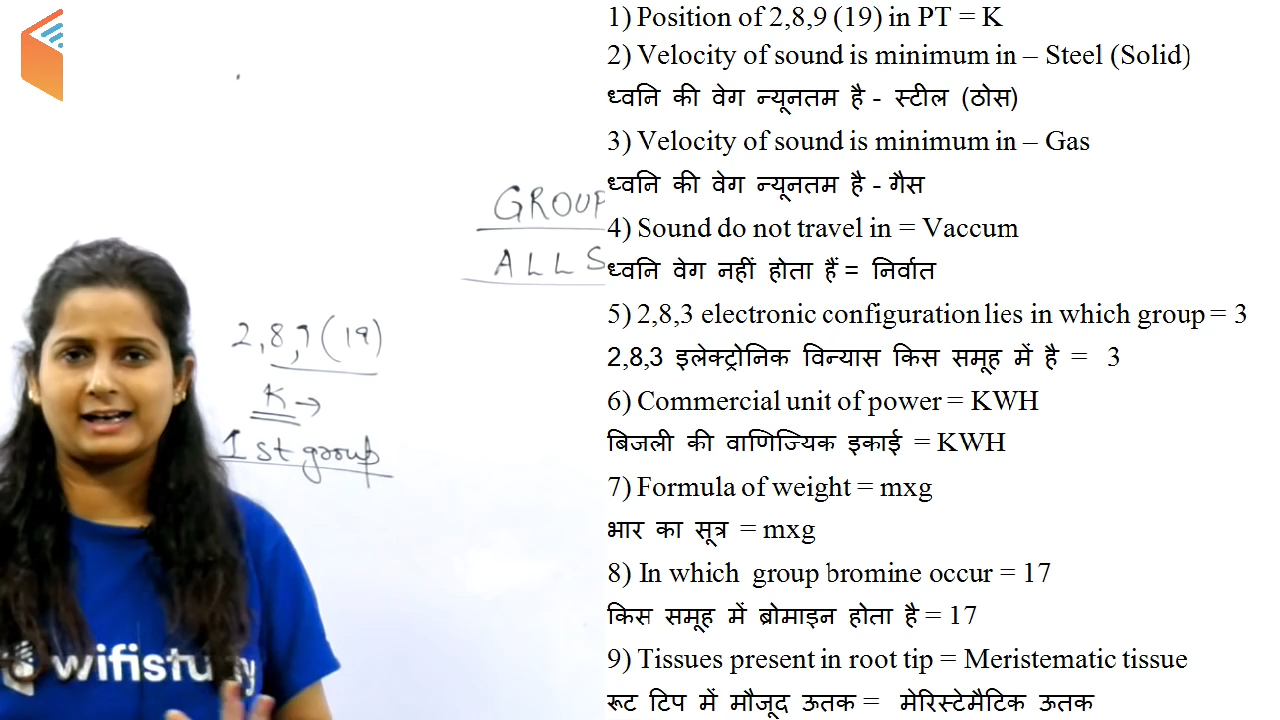 1) Position of 2,8,9 (19) in PT = K
2) Velocity of sound is minimum in – Steel (Solid)
ध्वनि की वेग न्यूनतम है - स्टील (ठोस)
3) Velocity of sound is minimum in – Gas
ध्वनि की वेग न्यूनतम है - गैस
4) Sound do not travel in = Vaccum
ध्वनि वेग नहीं होता हैं = निर्वात
5) 2,8,3 electronic configuration lies in which group = 3
2,8,3 इलेक्ट्रोनिक विन्यास किस समूह में है = 3
6) Commercial unit of power = KWH
बिजली की वाणिज्यिक इकाई = KWH
7) Formula of weight = mxg
भार का सूत्र = mxg
8) In which group bromine occur = 17
किस समूह में ब्रोमाइन होता है = 17
9) Tissues present in root tip = Meristematic tissue
रूट टिप में मौजूद ऊतक = मेरिस्टेमैटिक ऊतक
GROUP
ALL S
2,8,9 (19)
K →
1st group
wifistudy